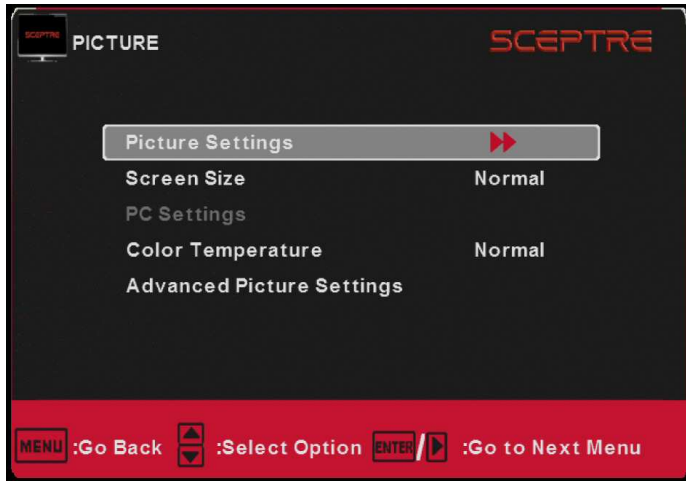 SCEPTRE PICTURE SCEPTRE
Picture Settings
Screen Size Normal
PC Settings
Color Temperature Normal
Advanced Picture Settings
MENU :Go Back :Select Option ENTER/ :Go to Next Menu